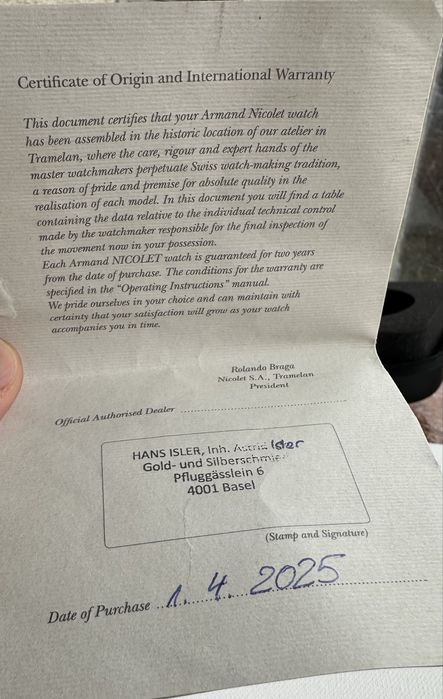 Certificate of Origin and International Warranty
This document certifies that your Armand Nicolet watch
has been assembled in the historic location of our atelier in
Tramelan, where the care, rigour and expert hands of the
master watchmakers perpetuate Swiss watch-making tradition,
a reason of pride and premise for absolute quality in the
realisation of each model. In this document you will find a table
containing the data relative to the individual technical control
made by the watchmaker responsible for the final inspection of
the movement now in your possession.
Each Armand NICOLET watch is guaranteed for two years
from the date of purchase. The conditions for the warranty are
specified in the “Operating Instructions” manual.
We pride ourselves in your choice and can maintain with
certainty that your satisfaction will grow as your watch
accompanies you in time.
Rolando Braga
Nicolet S.A., Tramelan
President
Official Authorised Dealer
HANS ISLER, Inh. Astrid Isler
Gold- und Silberschmied
Pfluggässlein 6
4001 Basel
(Stamp and Signature)
Date of Purchase 1. 4. 2025